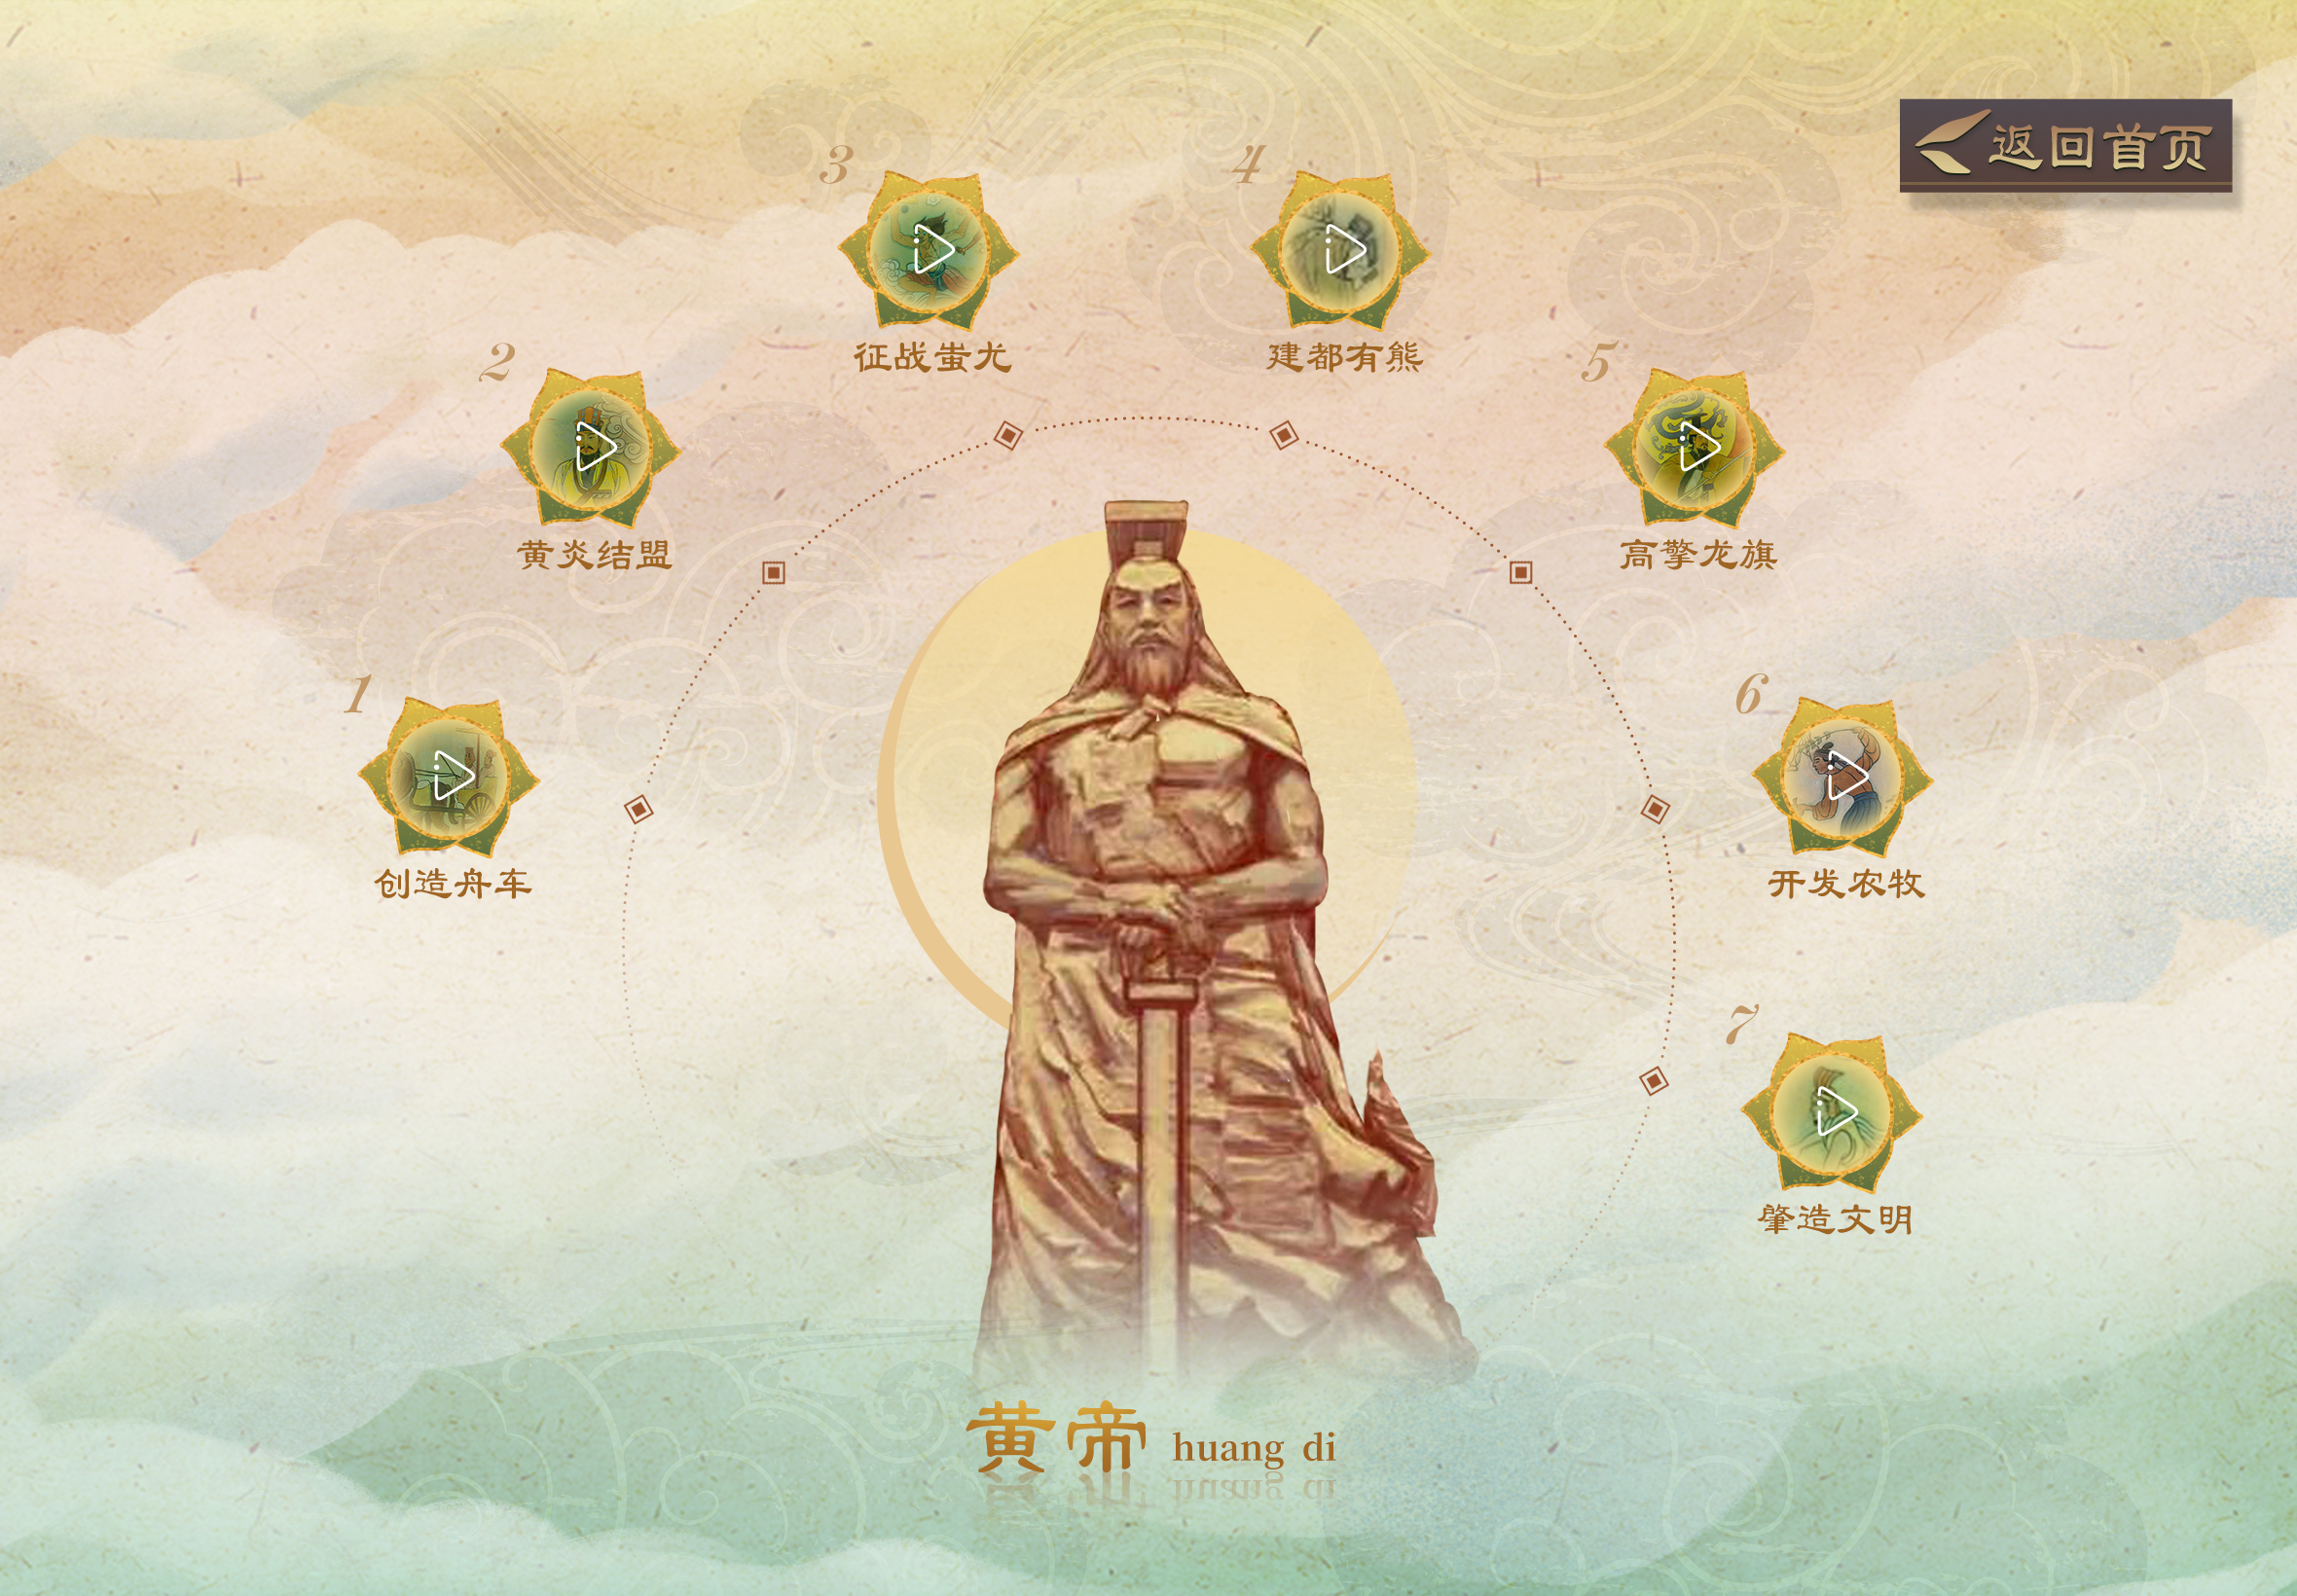 返回首页
1
创造舟车
2
黄炎结盟
3
征战蚩尤
4
建都有熊
5
高擎龙旗
6
开发农牧
7
肇造文明
黄帝 huang di